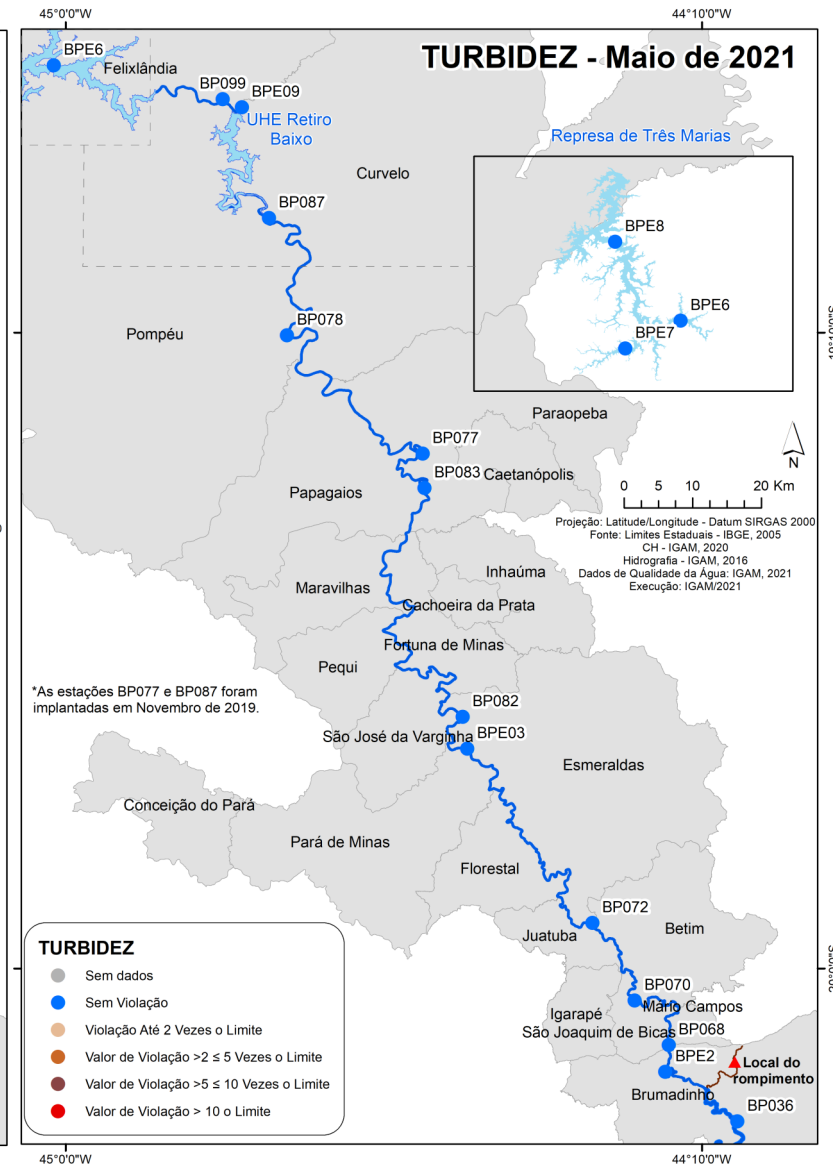 45°0'0"W
44°10'0"W
TURBIDEZ - Maio de 2021
BPE6
Felixlândia
BP099
BPE09
UHE Retiro
Baixo
Represa de Três Marias
Curvelo
BP087
BPE8
BPE6
BPE7
BP078
Pompéu
Paraopeba
N
BP077
BP083
Caetanópolis
Papagaios
0 5 10 20 Km
Projeção: Latitude/Longitude - Datum SIRGAS 2000
Fonte: Limites Estaduais - IBGE, 2005
CH - IGAM, 2020
Hidrografia - IGAM, 2016
Dados de Qualidade da Água: IGAM, 2021
Execução: IGAM/2021
Inhaúma
Maravilhas
Cachoeira da Prata
Fortuna de Minas
Pequi
*As estações BP077 e BP087 foram
implantadas em Novembro de 2019.
BP082
São José da Varginha
BPE03
Esmeraldas
Conceição do Pará
Pará de Minas
Florestal
BP072
Juatuba
Betim
BP070
Mário Campos
Igarapé
São Joaquim de Bicas
BP068
BPE2
Local do
rompimento
Brumadinho
BP036
TURBIDEZ
Sem dados
Sem Violação
Violação Até 2 Vezes o Limite
Valor de Violação >2 ≤ 5 Vezes o Limite
Valor de Violação >5 ≤ 10 Vezes o Limite
Valor de Violação > 10 o Limite
45°0'0"W
44°10'0"W